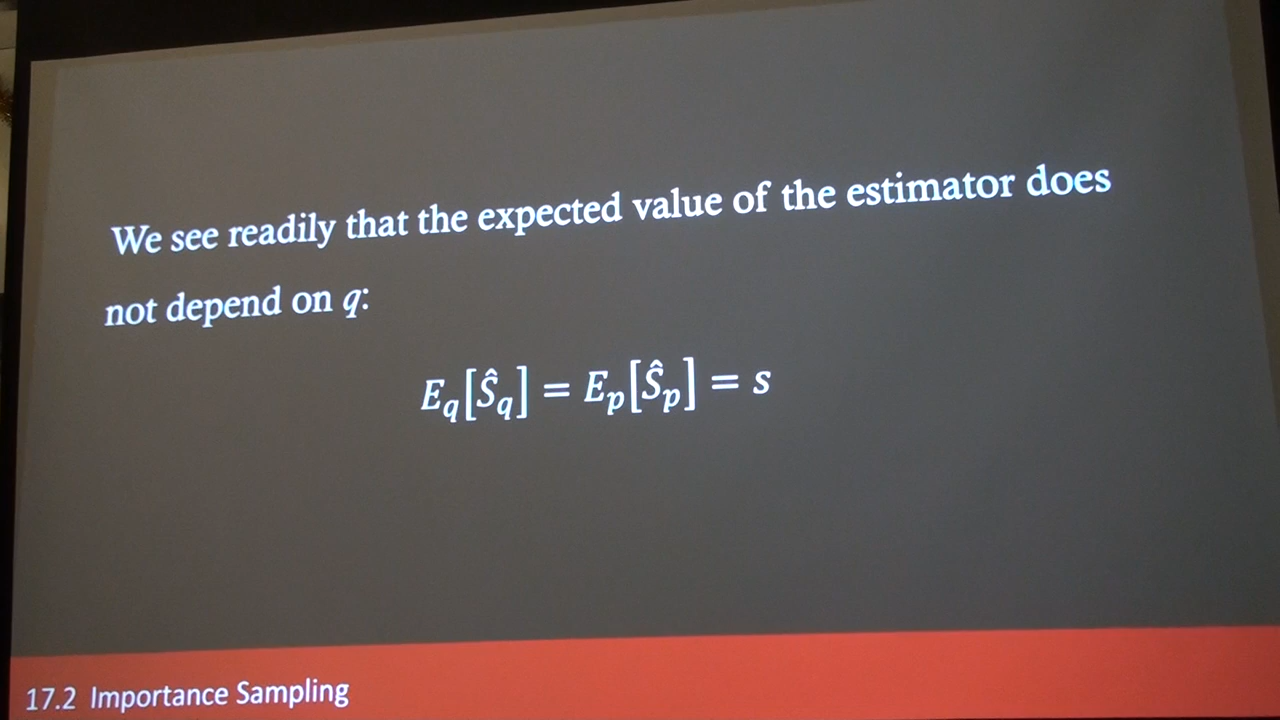 We see readily that the expected value of the estimator does
not depend on q:
E_q[Ŝ_q] = E_p[Ŝ_p] = s
17.2 Importance Sampling